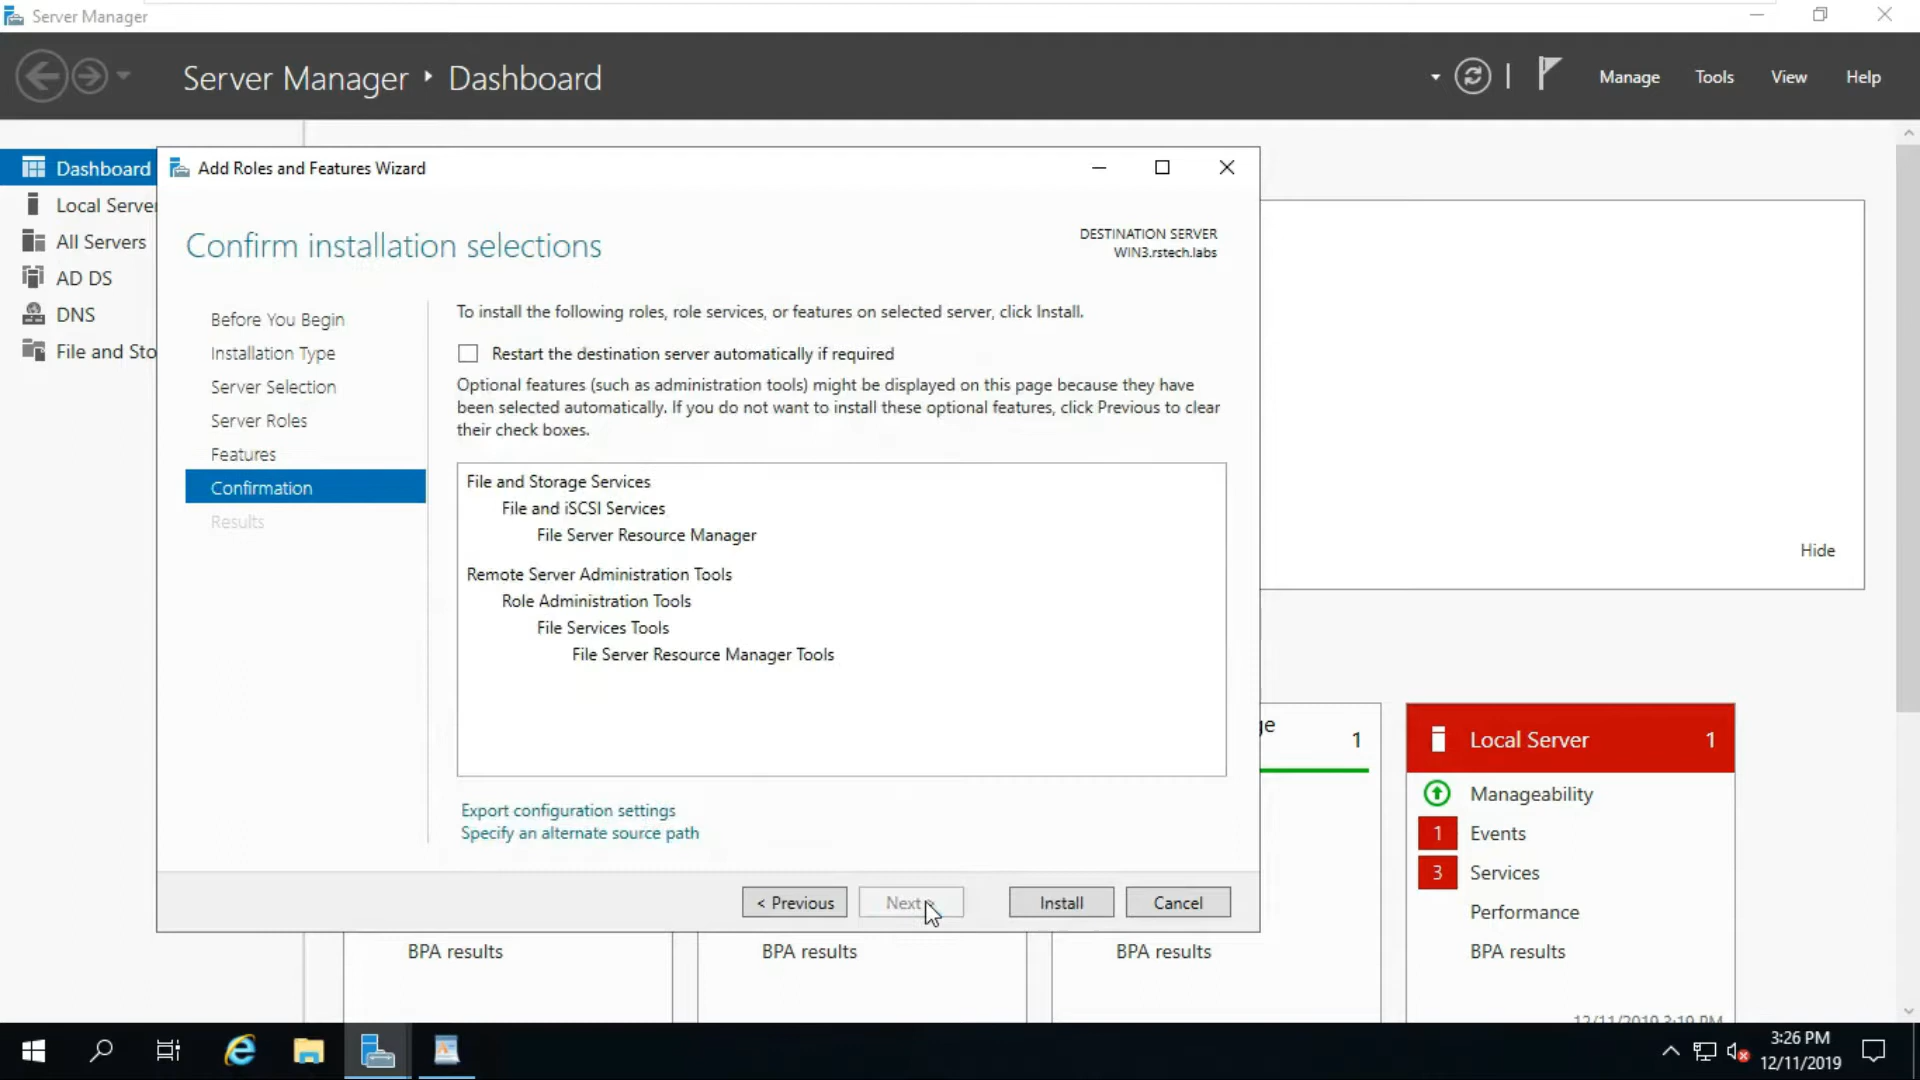 Server Manager
Server Manager ‣ Dashboard
Manage
Tools
View
Help
Dashboard
Local Server
All Servers
AD DS
DNS
File and Sto
Add Roles and Features Wizard
Confirm installation selections
DESTINATION SERVER
WIN3.rstech.labs
Before You Begin
Installation Type
Server Selection
Server Roles
Features
Confirmation
Results
To install the following roles, role services, or features on selected server, click Install.
Restart the destination server automatically if required
Optional features (such as administration tools) might be displayed on this page because they have
been selected automatically. If you do not want to install these optional features, click Previous to clear
their check boxes.
File and Storage Services
File and iSCSI Services
File Server Resource Manager
Remote Server Administration Tools
Role Administration Tools
File Services Tools
File Server Resource Manager Tools
Export configuration settings
Specify an alternate source path
< Previous
Next >
Install
Cancel
Hide
ge
1
Local Server
1
Manageability
1
Events
3
Services
Performance
BPA results
BPA results
BPA results
BPA results
12/11/2019 3:19 PM
3:26 PM
12/11/2019